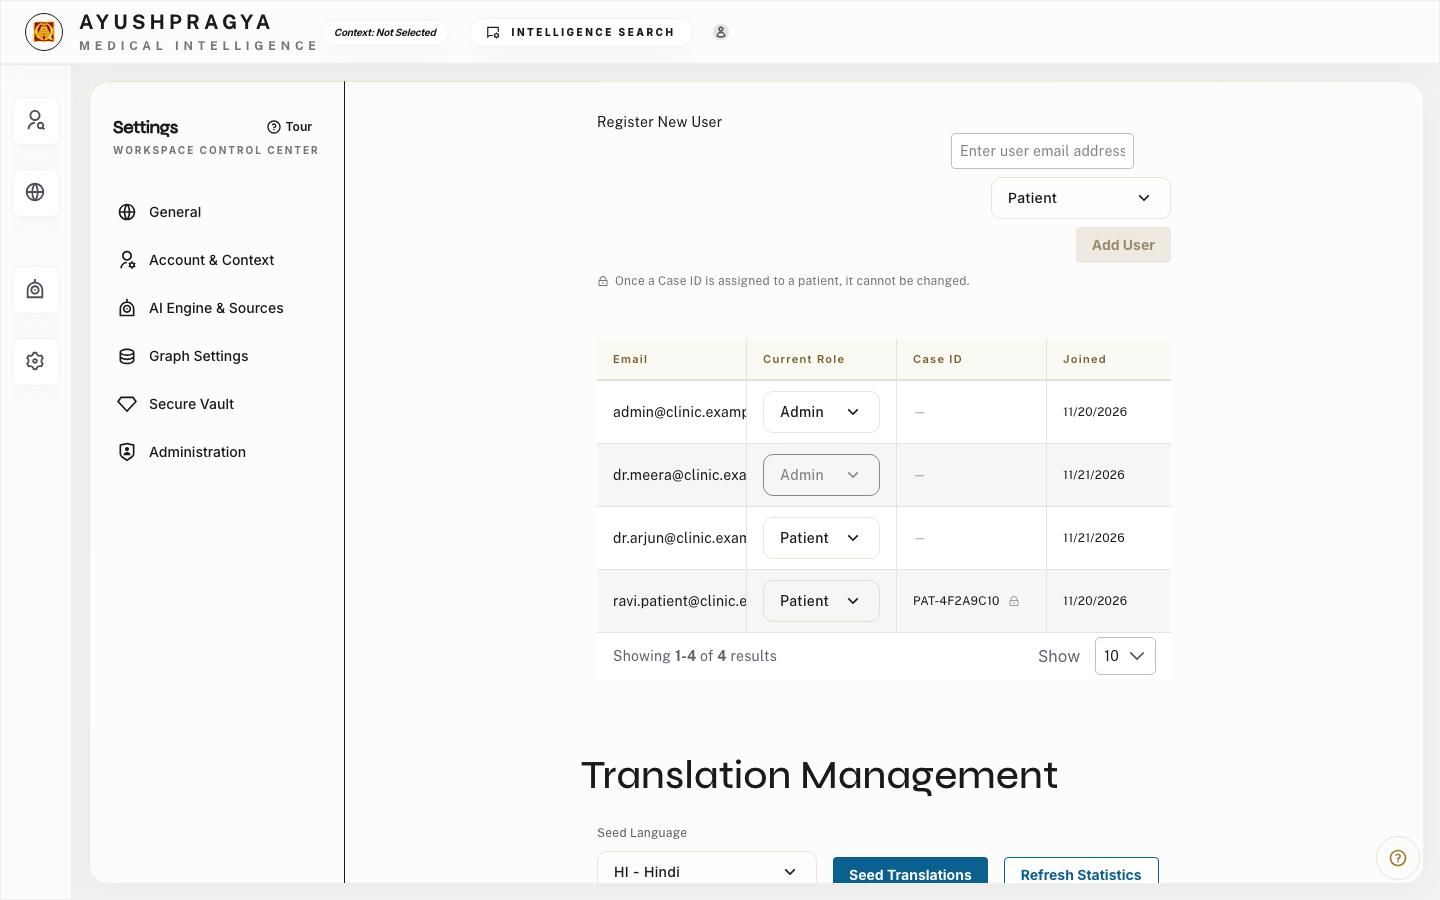 AYUSHPRAGYA
MEDICAL INTELLIGENCE
Context: Not Selected
INTELLIGENCE SEARCH
Settings
Tour
WORKSPACE CONTROL CENTER
General
Account & Context
AI Engine & Sources
Graph Settings
Secure Vault
Administration
Register New User
Enter user email address
Patient
Add User
Once a Case ID is assigned to a patient, it cannot be changed.
Email Current Role Case ID Joined
admin@clinic.examp Admin — 11/20/2026
dr.meera@clinic.exa Admin — 11/21/2026
dr.arjun@clinic.exam Patient — 11/21/2026
ravi.patient@clinic.e Patient PAT-4F2A9C10 11/20/2026
Showing 1-4 of 4 results Show 10
Translation Management
Seed Language
HI - Hindi Seed Translations Refresh Statistics